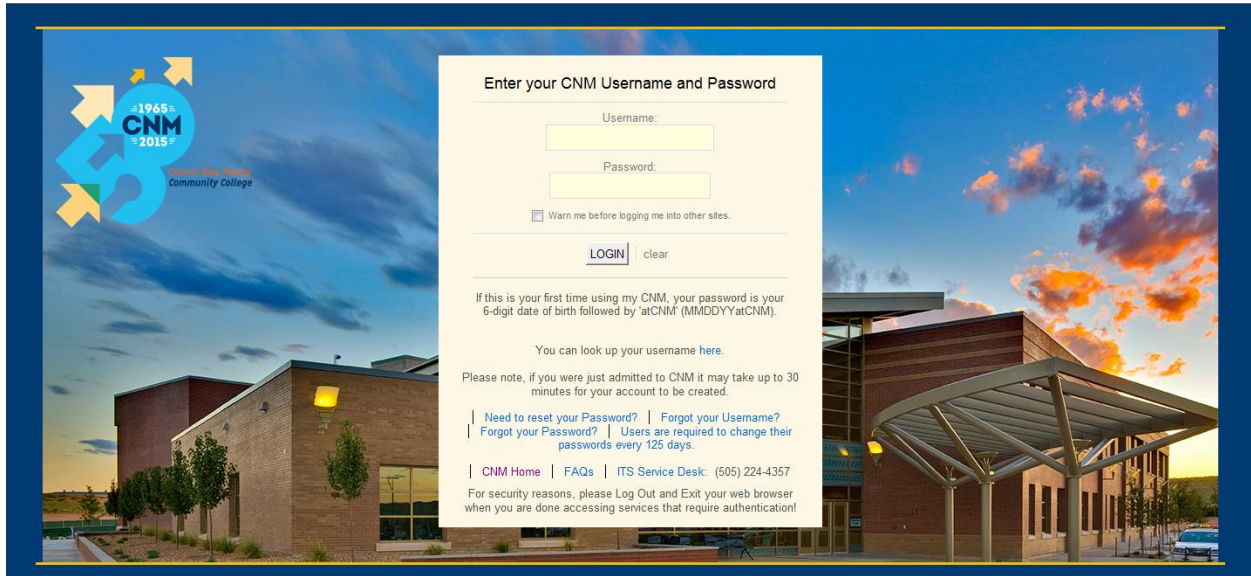 1965
CNM
2015
Central New Mexico
Community College
Enter your CNM Username and Password
Username:
Password:
Warn me before logging me into other sites.
LOGIN clear
If this is your first time using my CNM, your password is your
6-digit date of birth followed by 'atCNM' (MMDDYYatCNM).
You can look up your username here.
Please note, if you were just admitted to CNM it may take up to 30
minutes for your account to be created.
| Need to reset your Password? | Forgot your Username?
| Forgot your Password? | Users are required to change their
passwords every 125 days.
| CNM Home | FAQs | ITS Service Desk: (505) 224-4357
For security reasons, please Log Out and Exit your web browser
when you are done accessing services that require authentication!